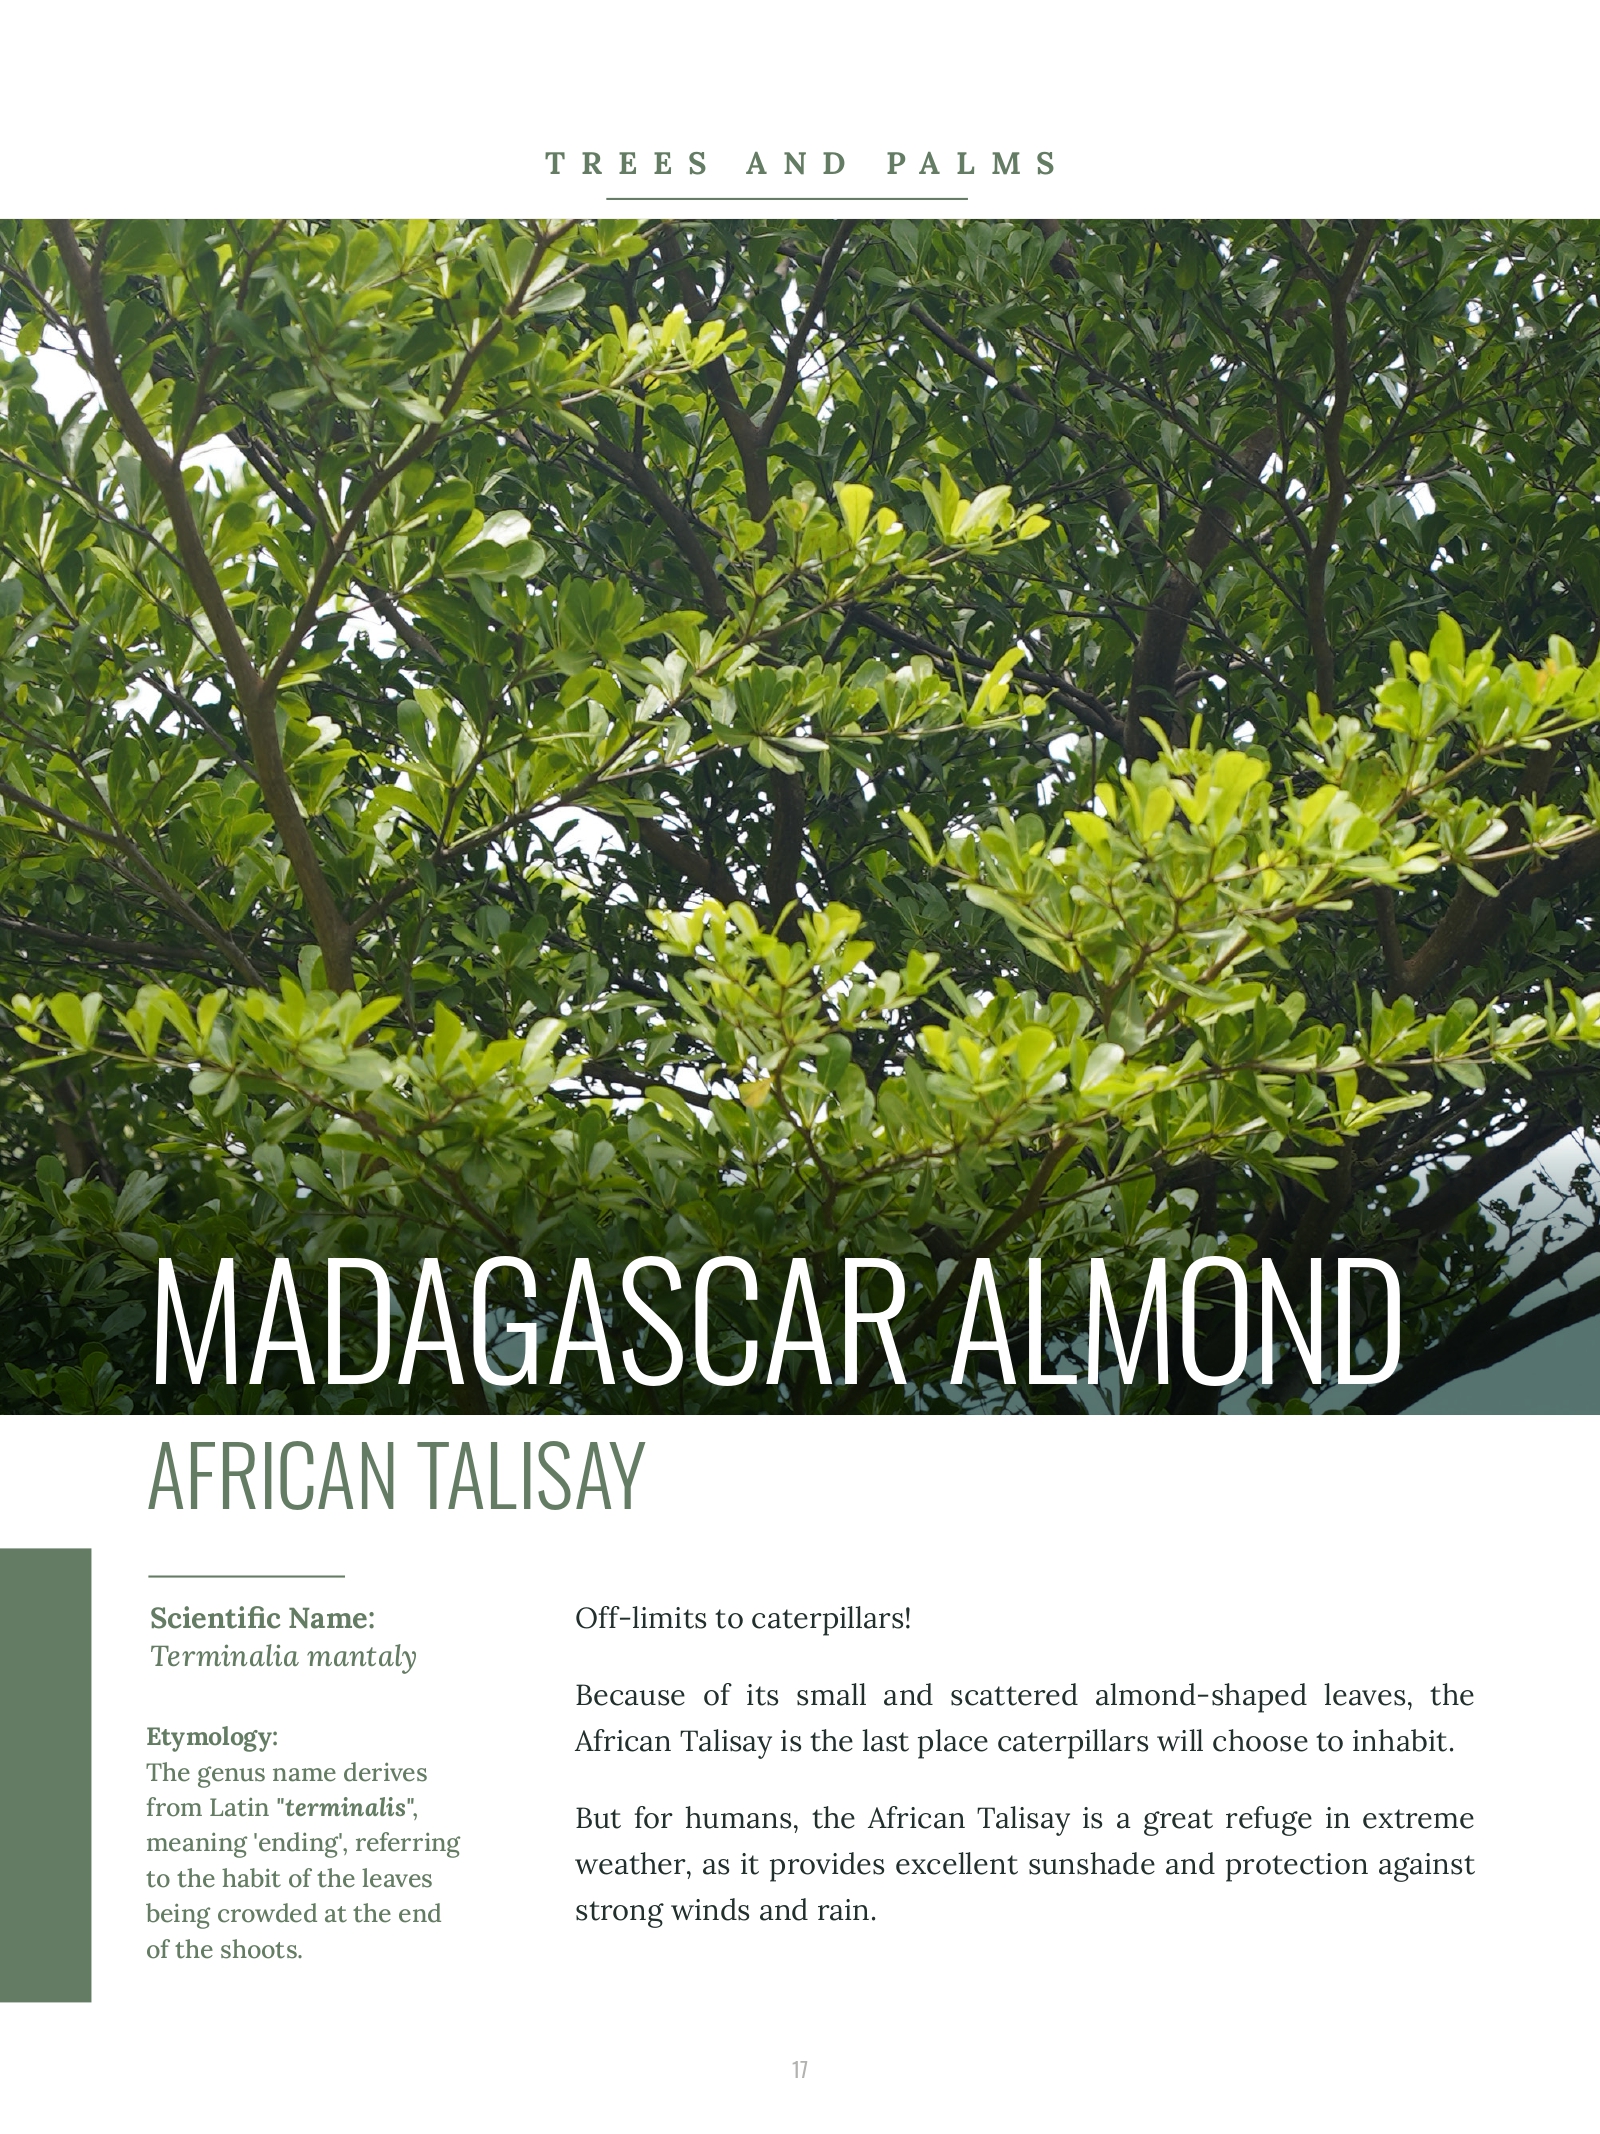 TREES AND PALMS
MADAGASCAR ALMOND
AFRICAN TALISAY
Scientific Name:
Terminalia mantaly
Etymology:
The genus name derives
from Latin "terminalis",
meaning 'ending', referring
to the habit of the leaves
being crowded at the end
of the shoots.
Off-limits to caterpillars!
Because of its small and scattered almond-shaped leaves, the
African Talisay is the last place caterpillars will choose to inhabit.
But for humans, the African Talisay is a great refuge in extreme
weather, as it provides excellent sunshade and protection against
strong winds and rain.
17